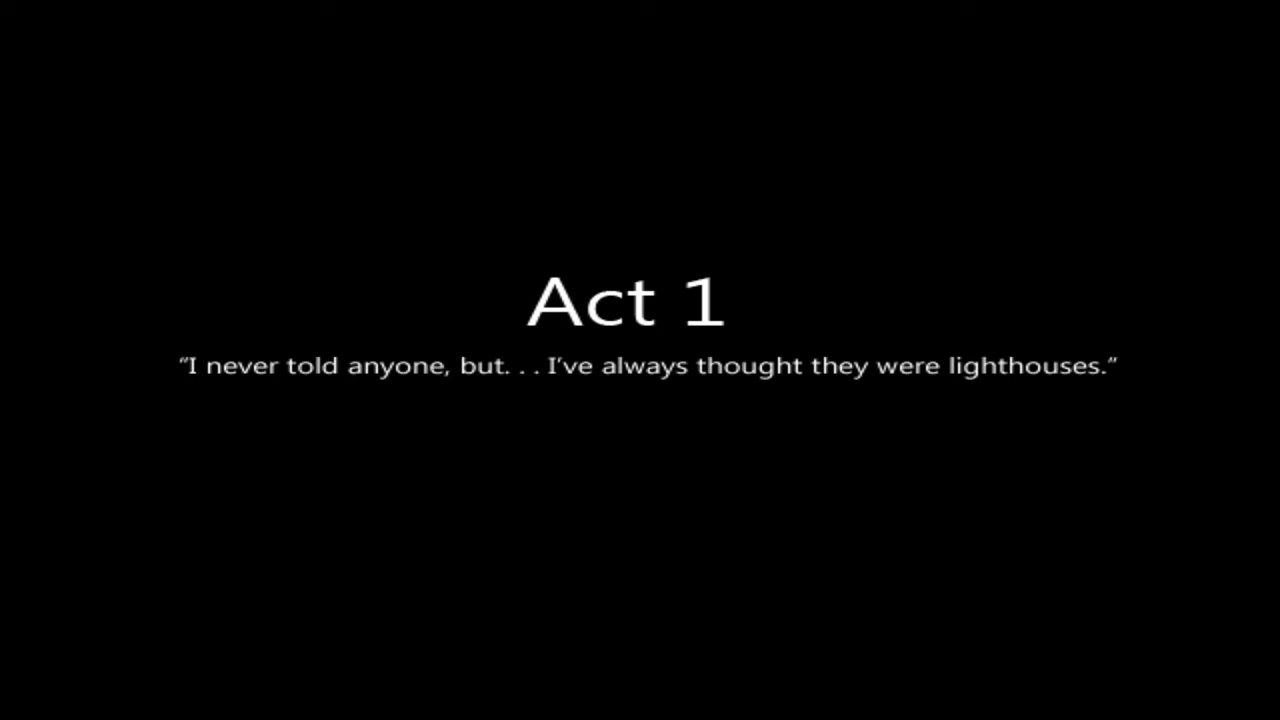 Act 1
“I never told anyone, but. . . I’ve always thought they were lighthouses.”